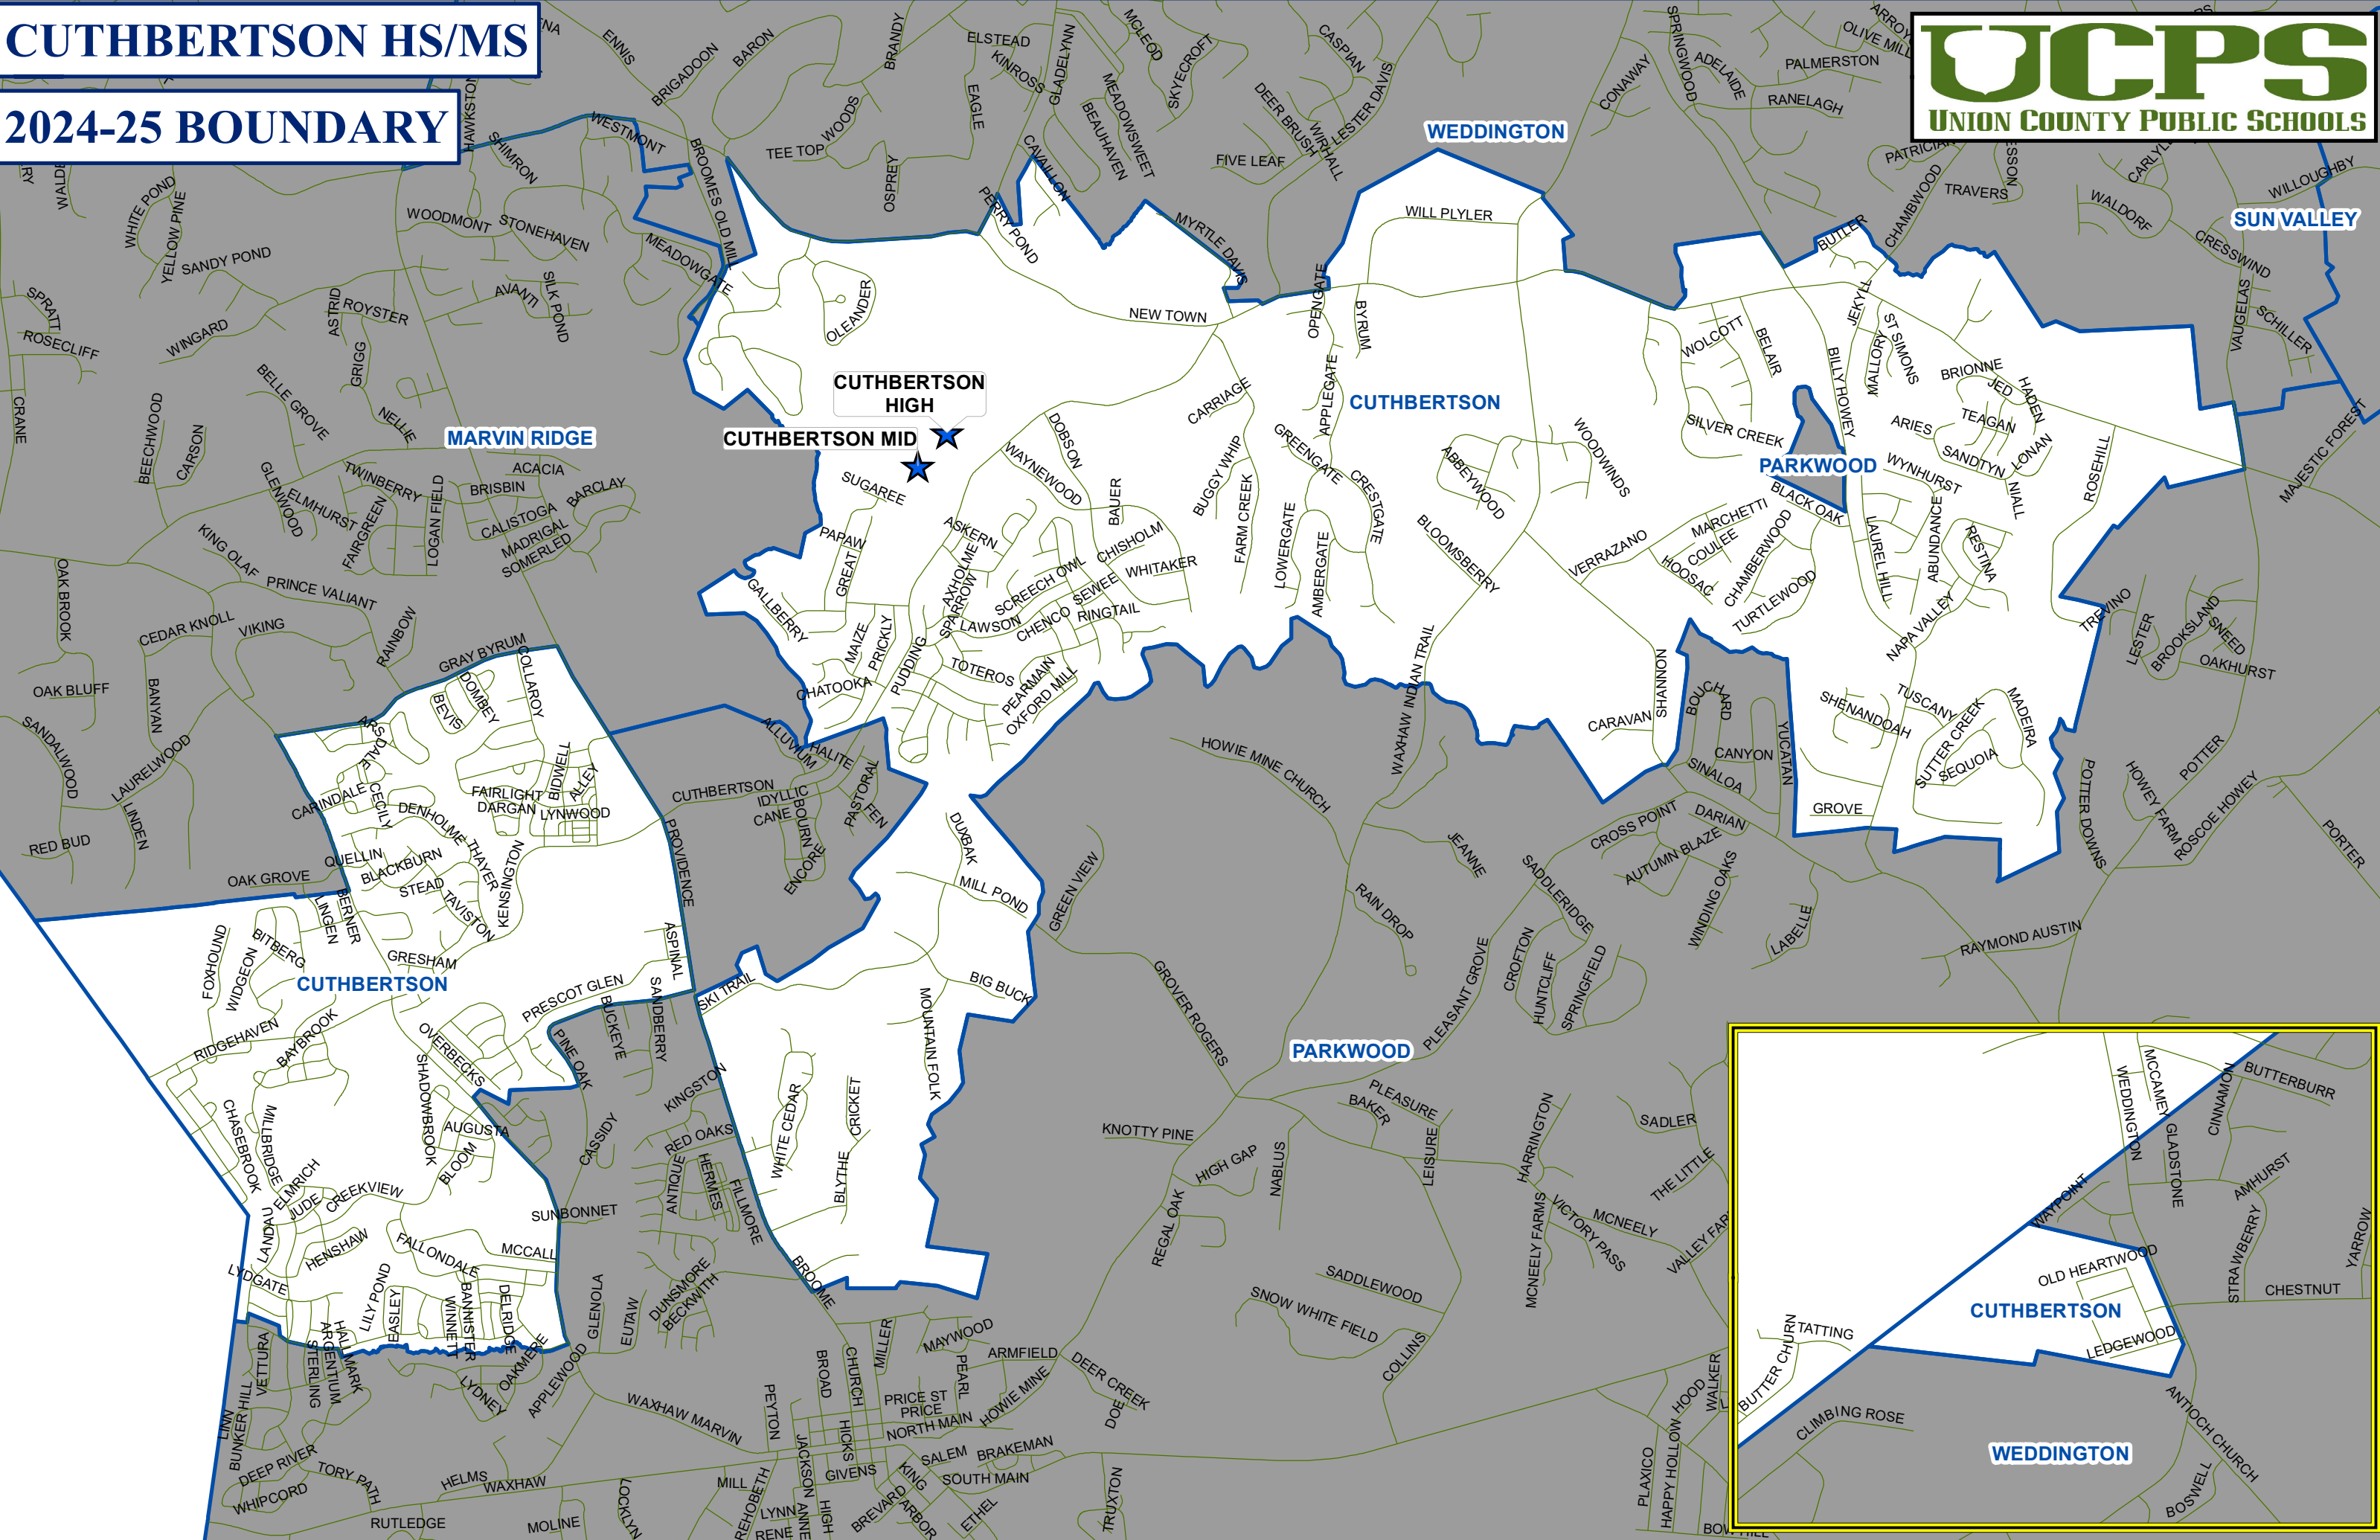 CUTHBERTSON HS/MS
2024-25 BOUNDARY
UCPS
UNION COUNTY PUBLIC SCHOOLS
WEDDINGTON
SUN VALLEY
MARVIN RIDGE
CUTHBERTSON
HIGH
CUTHBERTSON MID
CUTHBERTSON
PARKWOOD
CUTHBERTSON
PARKWOOD
CUTHBERTSON
WEDDINGTON
ENNIS
BRIGADOON
BARON
BRANDY
ELSTEAD
KINROSS
GLADELYNN
MCLEOD
SKYECROFT
CASPIAN
LESTER DAVIS
DEER BRUSH
WIRHALL
FIVE LEAF
CONAWAY
SPRINGWOOD
ADELAIDE
PALMERSTON
OLIVE MILL
RANELAGH
HAWKSTON
SHIMRON
WESTMONT
BROOMES OLD MILL
TEE TOP
WOODS
EAGLE
OSPREY
BEAUHAVEN
MEADOWSWEET
CAVAILLON
PERRY POND
MYRTLE DAVIS
WILL PLYLER
BUTLER
CHAMBWOOD
PATRICIAN
TRAVERS
WALDORF
WILLOUGHBY
CRESSWIND
VAUGELAS
SCHILLER
MAJESTIC FOREST
WHITE POND
YELLOW PINE
SANDY POND
WOODMONT
STONEHAVEN
MEADOWGATE
SPRATT
ROSECLIFF
WINGARD
ASTRID
ROYSTER
AVANTI
SILK POND
GRIGG
OLEANDER
NEW TOWN
OPENGATE
BYRUM
APPLEGATE
WOLCOTT
BELAIR
JEKYLL
ST SIMONS
MALLORY
BILLY HOWEY
BRIONNE
JED
HADEN
TEAGAN
ARIES
SANDTYN
LONAN
NIALL
ROSEHILL
CRANE
BEECHWOOD
CARSON
BELLE GROVE
NELLIE
GLENWOOD
ELMHURST
TWINBERRY
FAIRGREEN
LOGAN FIELD
ACACIA
BRISBIN
BARCLAY
CALISTOGA
MADRIGAL
SOMERLED
SUGAREE
PAPAW
GREAT
GALLBERRY
DOBSON
WAYNEWOOD
BAUER
CARRIAGE
BUGGY WHIP
FARM CREEK
GREENGATE
CRESTGATE
LOWERGATE
AMBERGATE
ABBEYWOOD
WOODWINDS
BLOOMSBERRY
SILVER CREEK
BLACK OAK
WYNHURST
MARCHETTI
COULEE
HOOSAC
VERRAZANO
CHAMBERWOOD
TURTLEWOOD
LAUREL HILL
ABUNDANCE
RESTINA
NAPA VALLEY
TREVINO
LESTER
BROOKSLAND
SNEED
OAKHURST
ASKERN
AXHOLME
SPARROW
SCREECH OWL
CHISHOLM
WHITAKER
SEWEE
LAWSON
CHENCO
RINGTAIL
MAIZE
PRICKLY
PUDDING
TOTEROS
PEARMAIN
OXFORD MILL
CHATOOKA
KING OLAF
PRINCE VALIANT
OAK BROOK
CEDAR KNOLL
VIKING
RAINBOW
OAK BLUFF
BANYAN
SANDALWOOD
LAURELWOOD
LINDEN
RED BUD
OAK GROVE
GRAY BYRUM
COLLAROY
DOMBEY
BEVIS
ARSDALE
CARINDALE
CECILY
DENHOLME
FAIRLIGHT
DARGAN
BIDWELL
ALLEY
LYNWOOD
QUELLIN
BLACKBURN
STEAD
THAYER
TAVISTON
KENSINGTON
LINGEN
BERNER
FOXHOUND
WIDGEON
BITBERG
GRESHAM
PRESCOT GLEN
ASPINAL
PROVIDENCE
ALLUVIUM
HALITE
CUTHBERTSON
IDYLLIC
CANE
BOURN
PASTORAL
FEN
ENCORE
DUXBAK
MILL POND
GREEN VIEW
BIG BUCK
SKI TRAIL
MOUNTAIN FOLK
HOWIE MINE CHURCH
WAXHAW INDIAN TRAIL
CARAVAN
SHANNON
BOUCHARD
CANYON
SINALOA
YUCATAN
GROVE
SHENANDOAH
TUSCANY
SUTTER CREEK
SEQUOIA
MADEIRA
POTTER DOWNS
HOWEY FARM
POTTER
ROSCOE HOWEY
PORTER
CROSS POINT
DARIAN
AUTUMN BLAZE
WINDING OAKS
LABELLE
RAYMOND AUSTIN
JEANNE
SADDLERIDGE
RAIN DROP
CROFTON
HUNTCLIFF
SPRINGFIELD
PLEASANT GROVE
GROVER ROGERS
RIDGEHAVEN
BAYBROOK
OVERBECKS
SHADOWBROOK
PINE OAK
BUCKEYE
SANDBERRY
KINGSTON
CASSIDY
RED OAKS
ANTIQUE
HERMES
FILLMORE
WHITE CEDAR
CRICKET
BLYTHE
BROOME
CHASEBROOK
MILLBRIDGE
ELMRICH
JUDE
CREEKVIEW
AUGUSTA
BLOOM
LANDAU
HENSHAW
FALLONDALE
MCCALL
SUNBONNET
LYDGATE
LILY POND
EASLEY
WINNETT
BANNISTER
DELRIDGE
OAKMERE
GLENOLA
EUTAW
DUNSMORE
BECKWITH
VETTURA
STERLING
ARGENTIUM
HALLMARK
LYDNEY
APPLEWOOD
LINN
BUNKER HILL
DEEP RIVER
WHIPCORD
TORY PATH
HELMS
WAXHAW
RUTLEDGE
MOLINE
LOCKLYN
WAXHAW MARVIN
PEYTON
MILL
REHOBETH
LYNN
RENE
ANNE
JACKSON
HIGH
HICKS
BROAD
CHURCH
MILLER
MAYWOOD
PEARL
ARMFIELD
PRICE ST
PRICE
NORTH MAIN
HOWIE MINE
GIVENS
KING
SALEM
BRAKEMAN
SOUTH MAIN
BREVARD
ARBOR
ETHEL
TRUXTON
DOE
DEER CREEK
KNOTTY PINE
HIGH GAP
NABLUS
REGAL OAK
BAKER
PLEASURE
LEISURE
HARRINGTON
SADLER
THE LITTLE
MCNEELY
VICTORY PASS
MCNEELY FARMS
SADDLEWOOD
SNOW WHITE FIELD
COLLINS
HOOD
WALKER
PLAXICO
HAPPY HOLLOW
WEDDINGTON
MCCAMEY
GLADSTONE
CINNAMON
BUTTERBURR
AMHURST
STRAWBERRY
YARROW
CHESTNUT
WAYPOINT
OLD HEARTWOOD
LEDGEWOOD
TATTING
BUTTER CHURN
CLIMBING ROSE
ANTIOCH CHURCH
BOSWELL